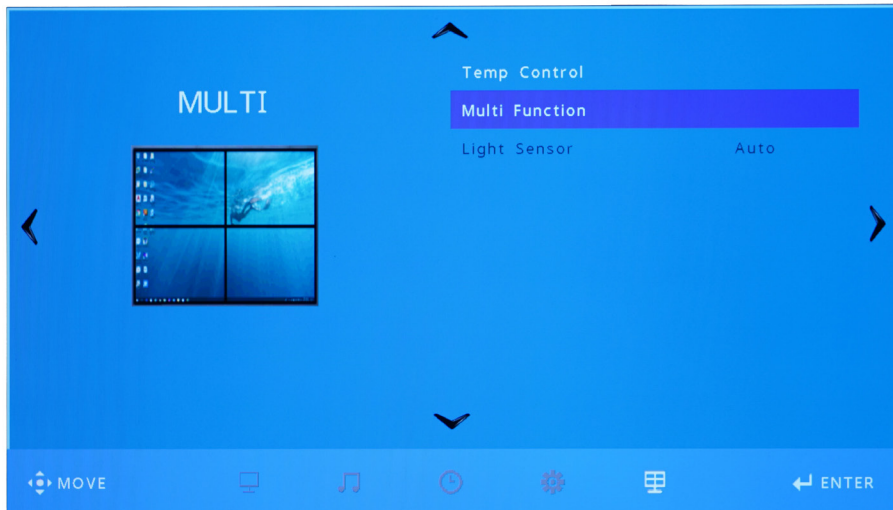 MULTI
Temp Control
Multi Function
Light Sensor Auto
MOVE
ENTER